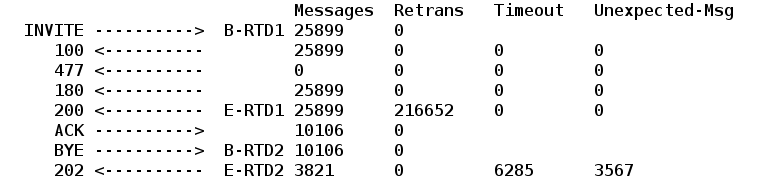 Messages Retrans Timeout Unexpected-Msg
INVITE ----------> B-RTD1 25899 0
100 <---------- 25899 0 0 0
477 <---------- 0 0 0 0
180 <---------- 25899 0 0 0
200 <---------- E-RTD1 25899 216652 0 0
ACK ----------> 10106 0
BYE ----------> B-RTD2 10106 0
202 <---------- E-RTD2 3821 0 6285 3567